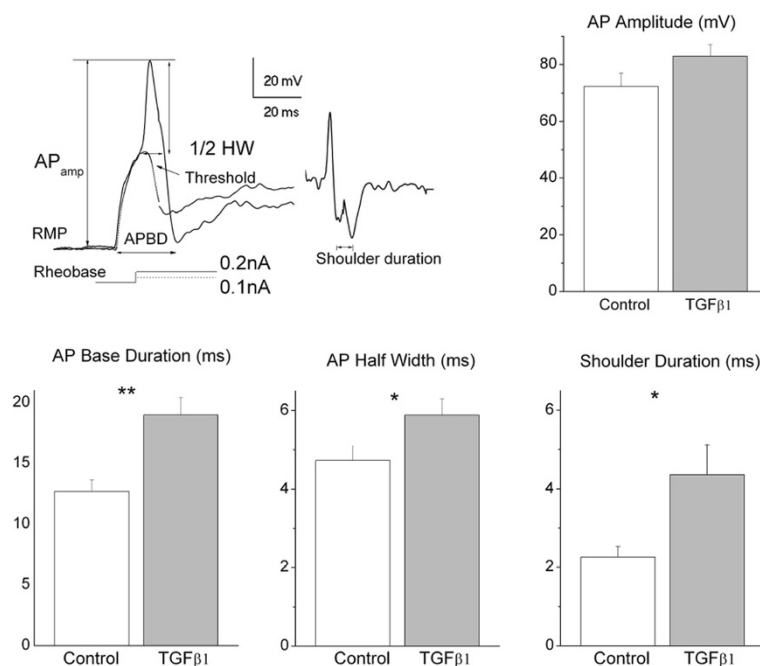 AP Amplitude (mV)
20 mV
20 ms
1/2 HW
AP amp
Threshold
RMP
APBD
Rheobase
0.2nA
0.1nA
Shoulder duration
80
60
40
20
0
Control
TGFβ1
AP Base Duration (ms)
**
20
15
10
5
0
Control
TGFβ1
AP Half Width (ms)
*
6
4
2
0
Control
TGFβ1
Shoulder Duration (ms)
*
6
4
2
0
Control
TGFβ1